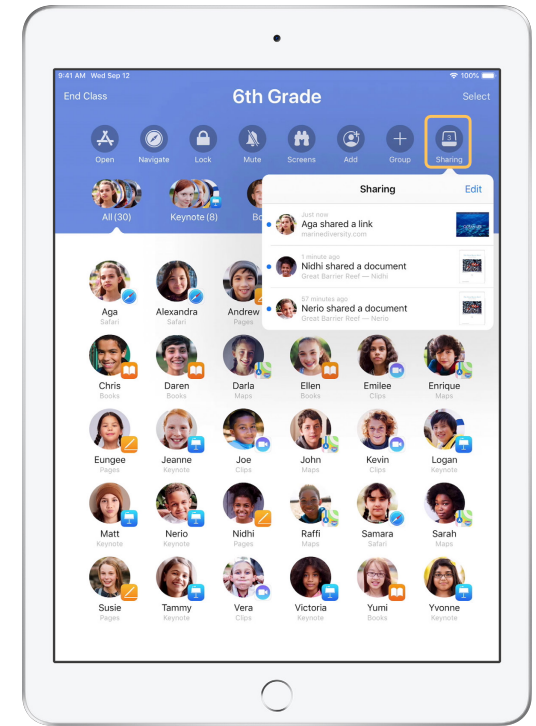 9:41 AM Wed Sep 12
100%
End Class
6th Grade
Select
Open
Navigate
Lock
Mute
Screens
Add
Group
3
Sharing
All (30)
Keynote (8)
Sharing
Edit
Just now
Aga shared a link
marinediversity.com
1 minute ago
Nidhi shared a document
Great Barrier Reef — Nidhi
57 minutes ago
Nerio shared a document
Great Barrier Reef — Nerio
Aga
Safari
Alexandra
Safari
Andrew
Pages
Chris
Books
Daren
Books
Darla
Maps
Ellen
Books
Emilee
Clips
Enrique
Maps
Eungee
Pages
Jeanne
Keynote
Joe
Clips
John
Maps
Kevin
Clips
Logan
Keynote
Matt
Keynote
Nerio
Keynote
Nidhi
Pages
Raffi
Maps
Samara
Safari
Sarah
Maps
Susie
Pages
Tammy
Keynote
Vera
Clips
Victoria
Keynote
Yumi
Books
Yvonne
Keynote